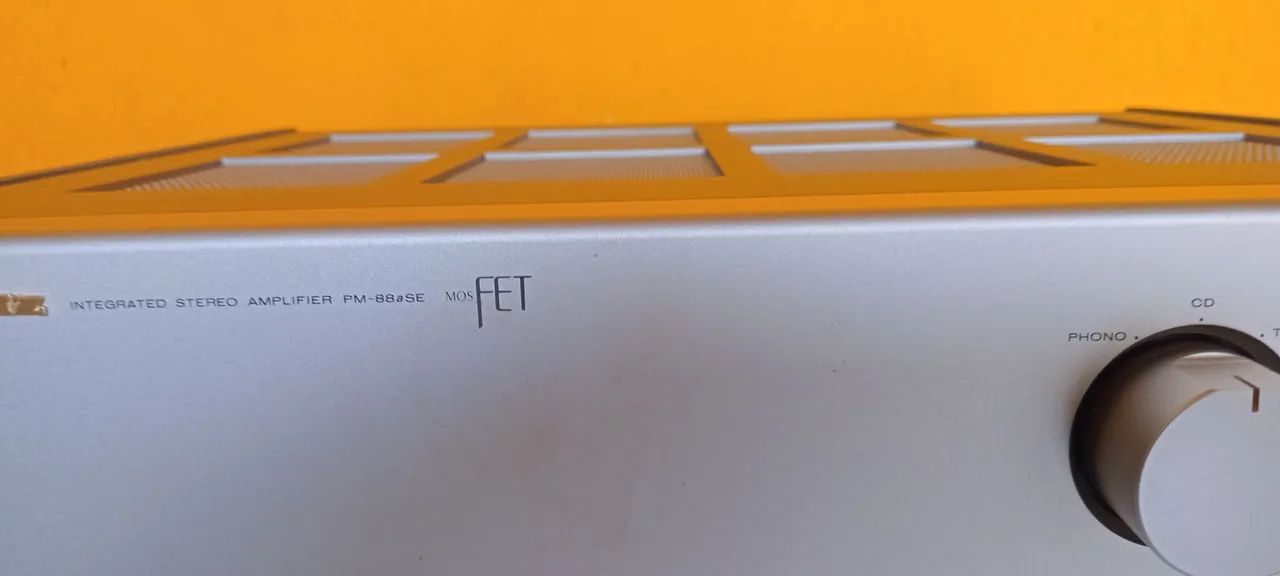 INTEGRATED STEREO AMPLIFIER PM-88aSE MOS FET
CD
PHONO